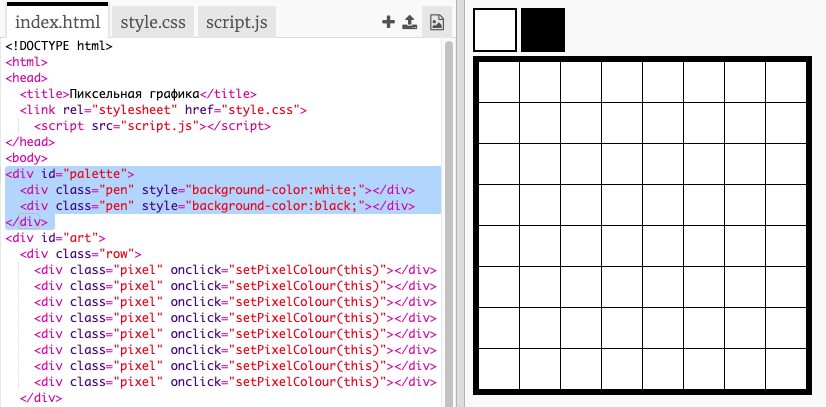 index.html style.css script.js
<!DOCTYPE html>
<html>
<head>
<title>Пиксельная графика</title>
<link rel="stylesheet" href="style.css">
<script src="script.js"></script>
</head>
<body>
<div id="palette">
<div class="pen" style="background-color:white;"></div>
<div class="pen" style="background-color:black;"></div>
</div>
<div id="art">
<div class="row">
<div class="pixel" onclick="setPixelColour(this)"></div>
<div class="pixel" onclick="setPixelColour(this)"></div>
<div class="pixel" onclick="setPixelColour(this)"></div>
<div class="pixel" onclick="setPixelColour(this)"></div>
<div class="pixel" onclick="setPixelColour(this)"></div>
<div class="pixel" onclick="setPixelColour(this)"></div>
<div class="pixel" onclick="setPixelColour(this)"></div>
<div class="pixel" onclick="setPixelColour(this)"></div>
</div>